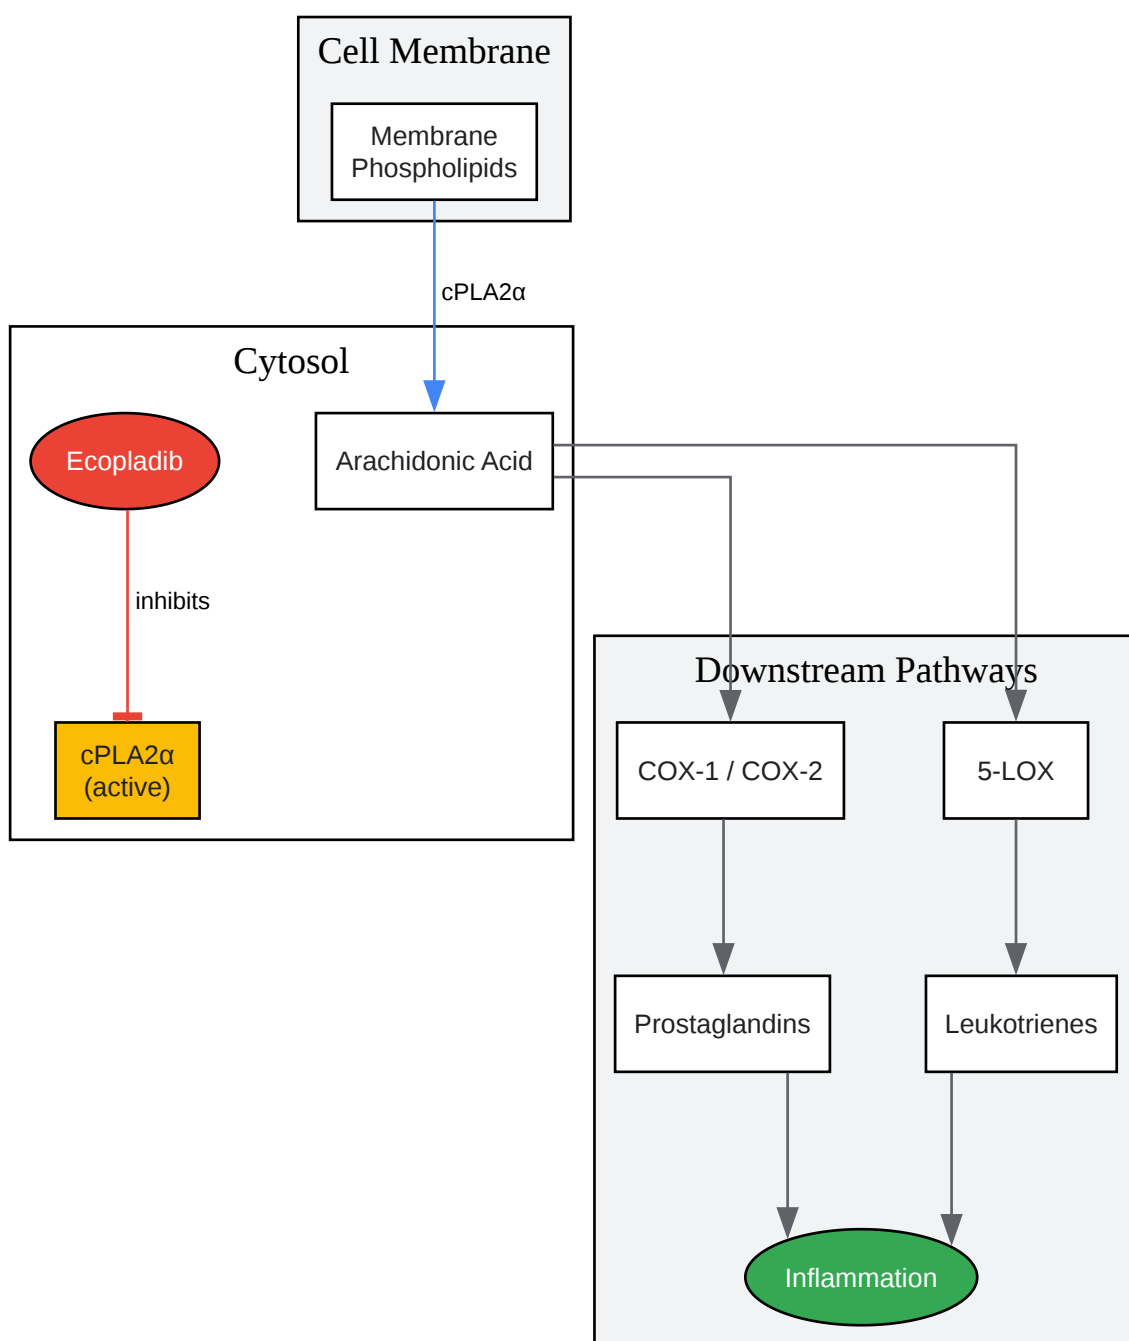 Cell Membrane
Membrane
Phospholipids
cPLA2α
Cytosol
Ecopladib
Arachidonic Acid
inhibits
cPLA2α
(active)
Downstream Pathways
COX-1 / COX-2
5-LOX
Prostaglandins
Leukotrienes
Inflammation